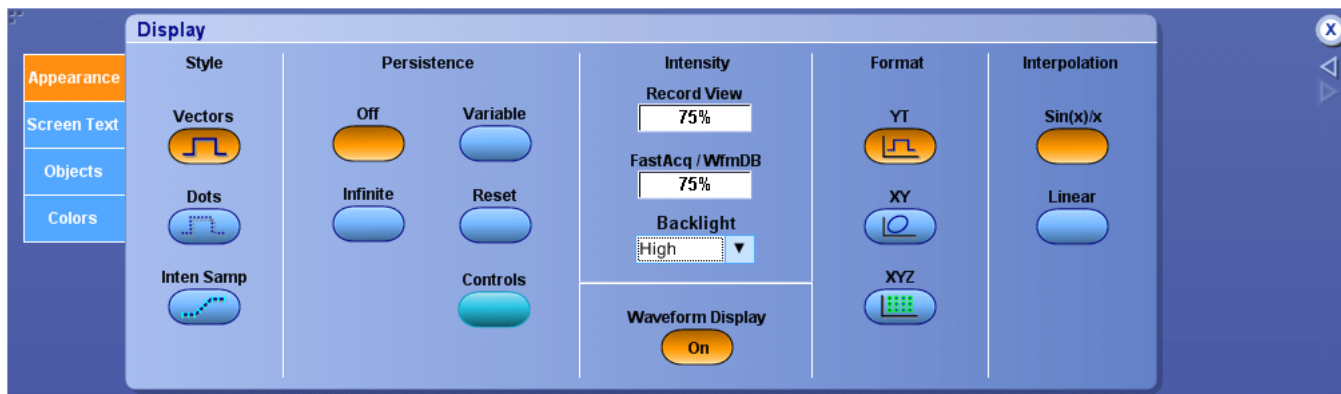 Display
Appearance
Screen Text
Objects
Colors
Style
Vectors
Dots
Inten Samp
Persistence
Off
Variable
Infinite
Reset
Controls
Intensity
Record View
75%
FastAcq / WfmDB
75%
Backlight
High
Waveform Display
On
Format
YT
XY
XYZ
Interpolation
Sin(x)/x
Linear
X